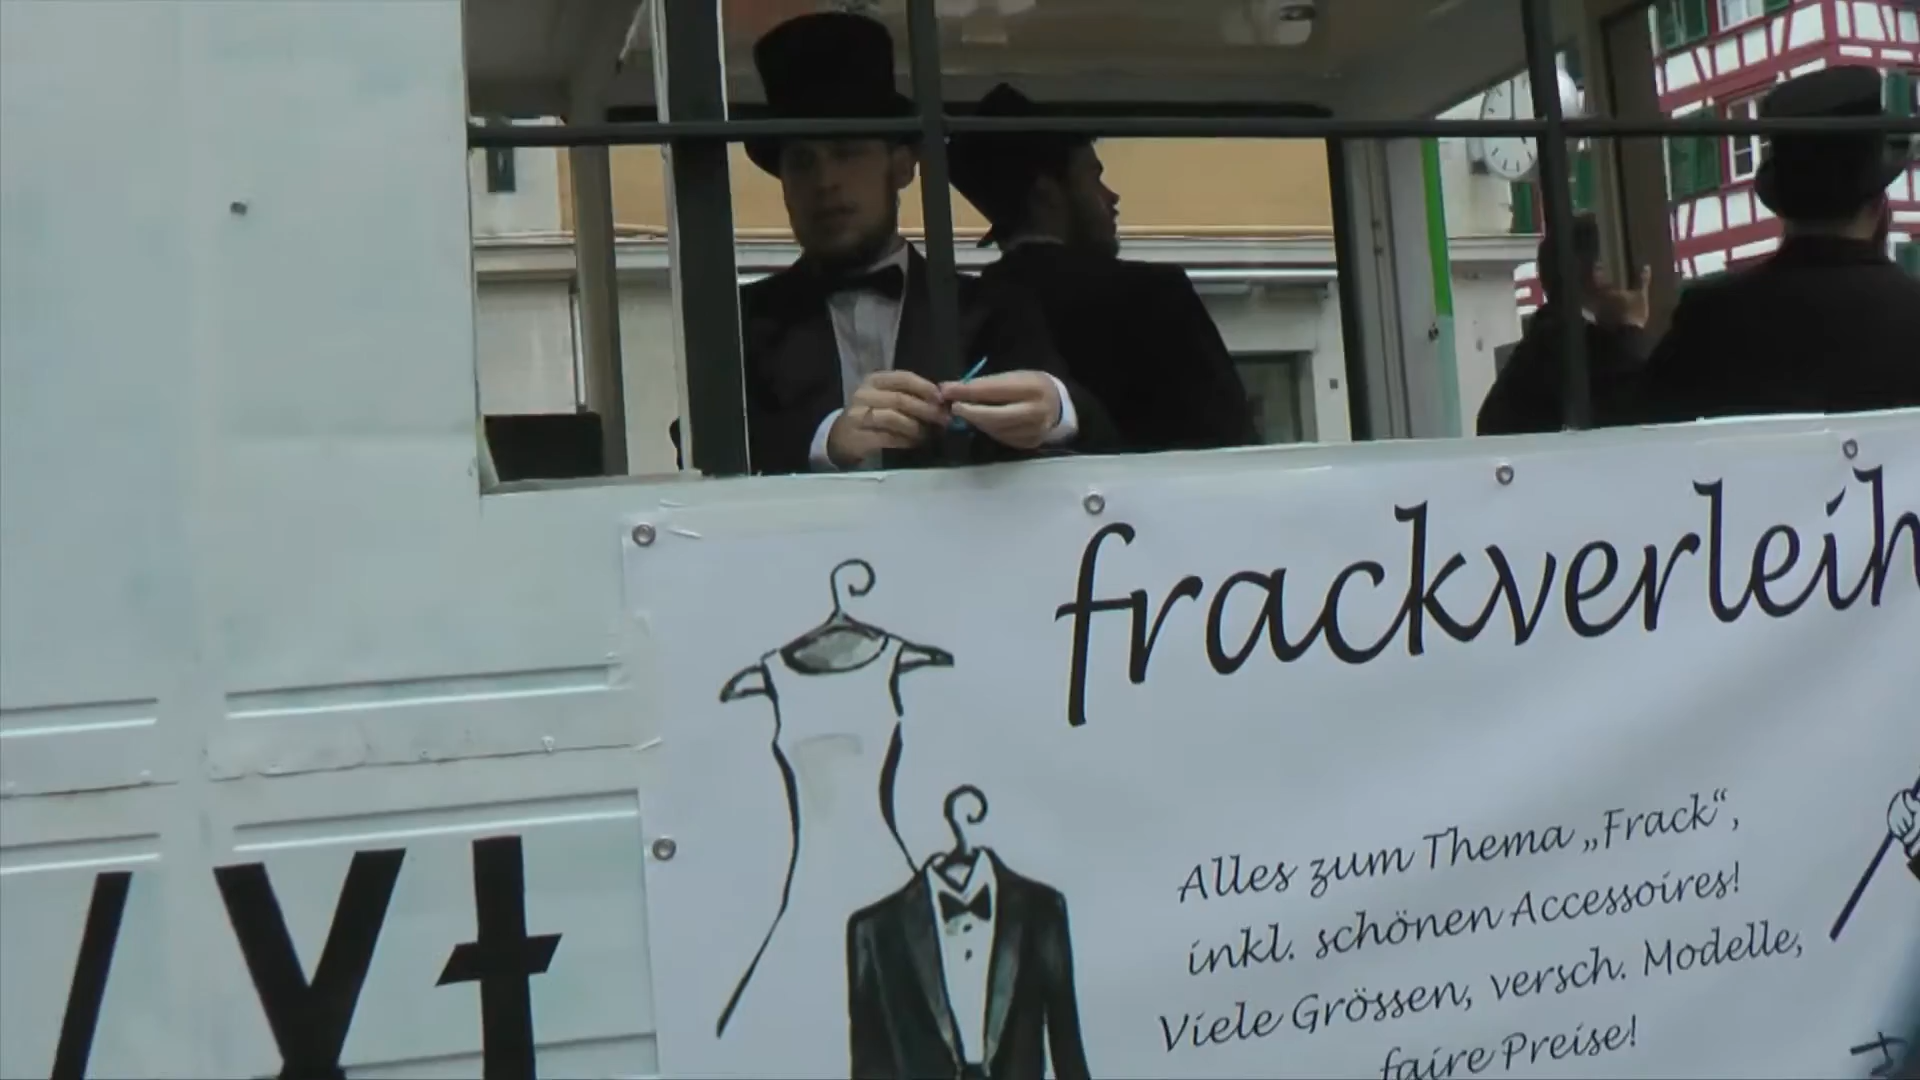 frackverleih
Alles zum Thema „Frack“,
inkl. schönen Accessoires!
Viele Grössen, versch. Modelle,
faire Preise!